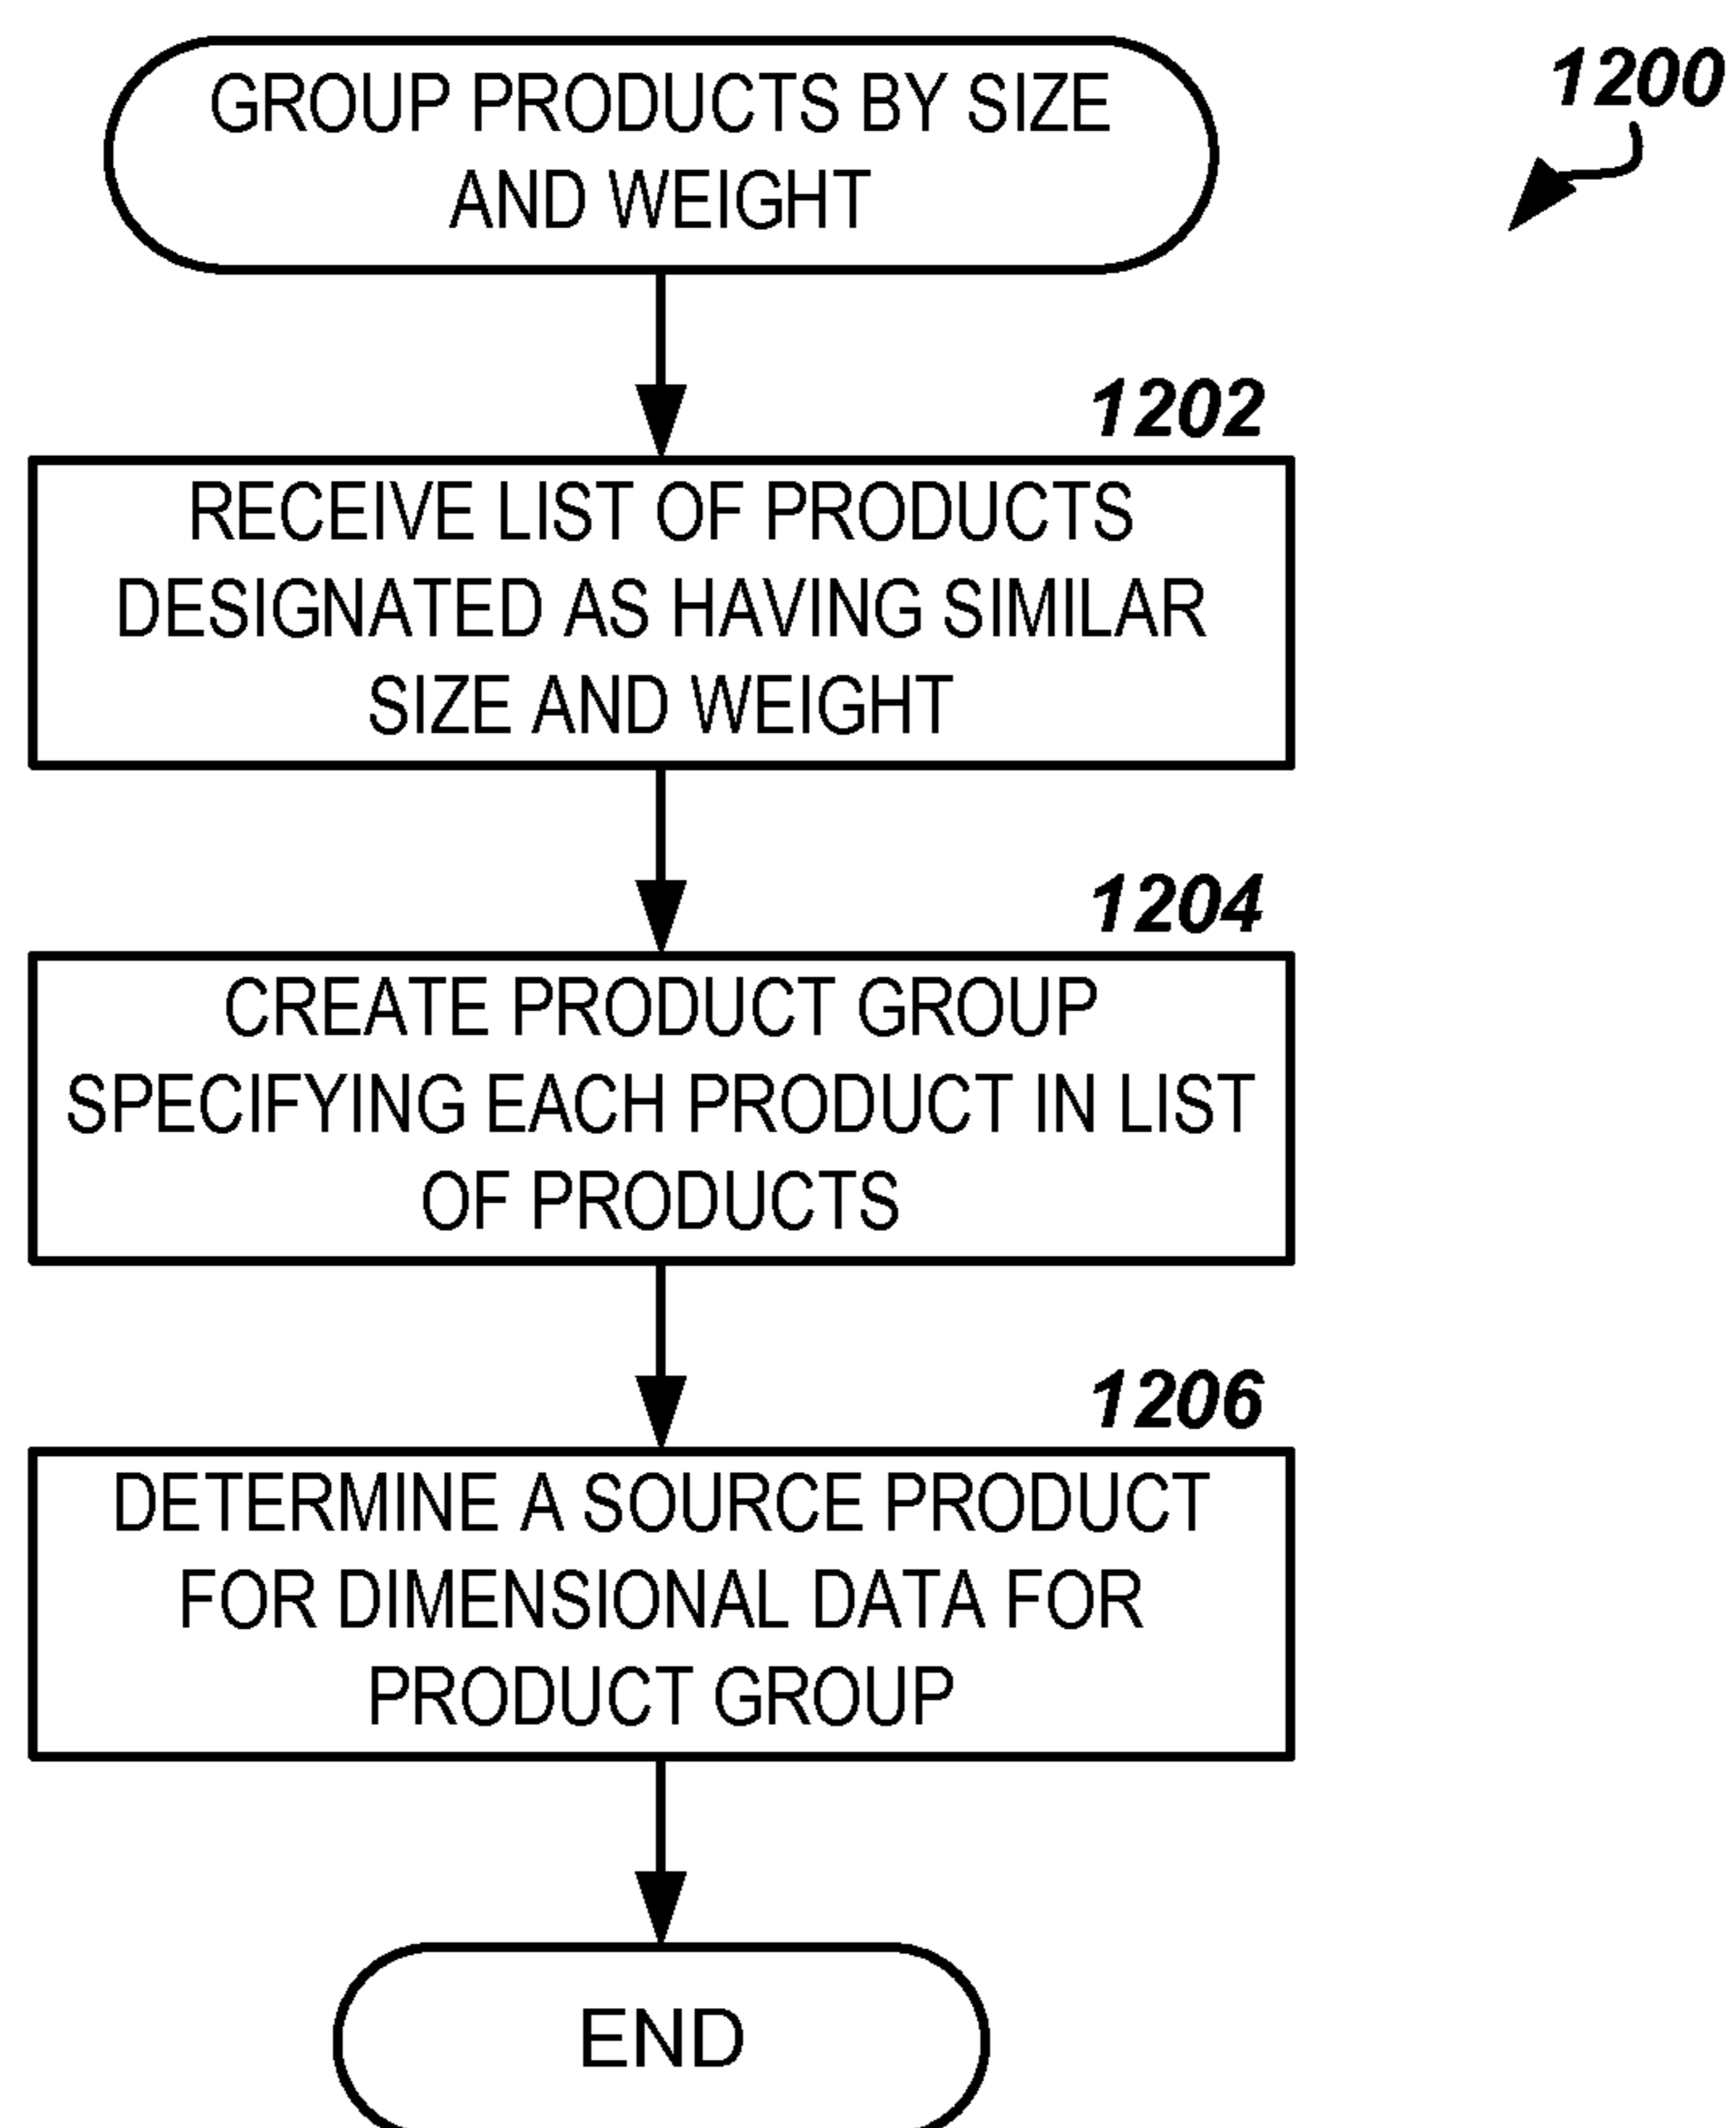 GROUP PRODUCTS BY SIZE
AND WEIGHT
1200
1202
RECEIVE LIST OF PRODUCTS
DESIGNATED AS HAVING SIMILAR
SIZE AND WEIGHT
1204
CREATE PRODUCT GROUP
SPECIFYING EACH PRODUCT IN LIST
OF PRODUCTS
1206
DETERMINE A SOURCE PRODUCT
FOR DIMENSIONAL DATA FOR
PRODUCT GROUP
END